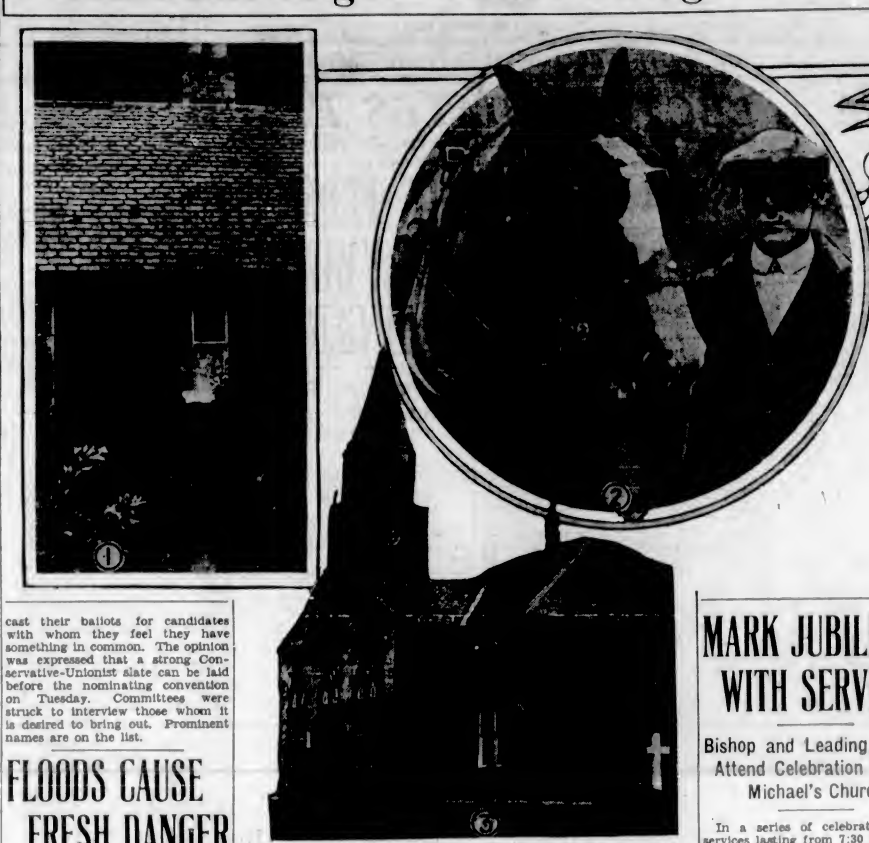 1
2
cast their ballots for candidates
with whom they feel they have
something in common. The opinion
was expressed that a strong Con-
servative-Unionist slate can be laid
before the nominating convention
on Tuesday. Committees were
struck to interview those whom it
is desired to bring out. Prominent
names are on the list.
FLOODS CAUSE
FRESH DANGER
MARK JUBIL
WITH SERV
Bishop and Leading
Attend Celebration
Michael's Churc
In a series of celebrat
services lasting from 7:30